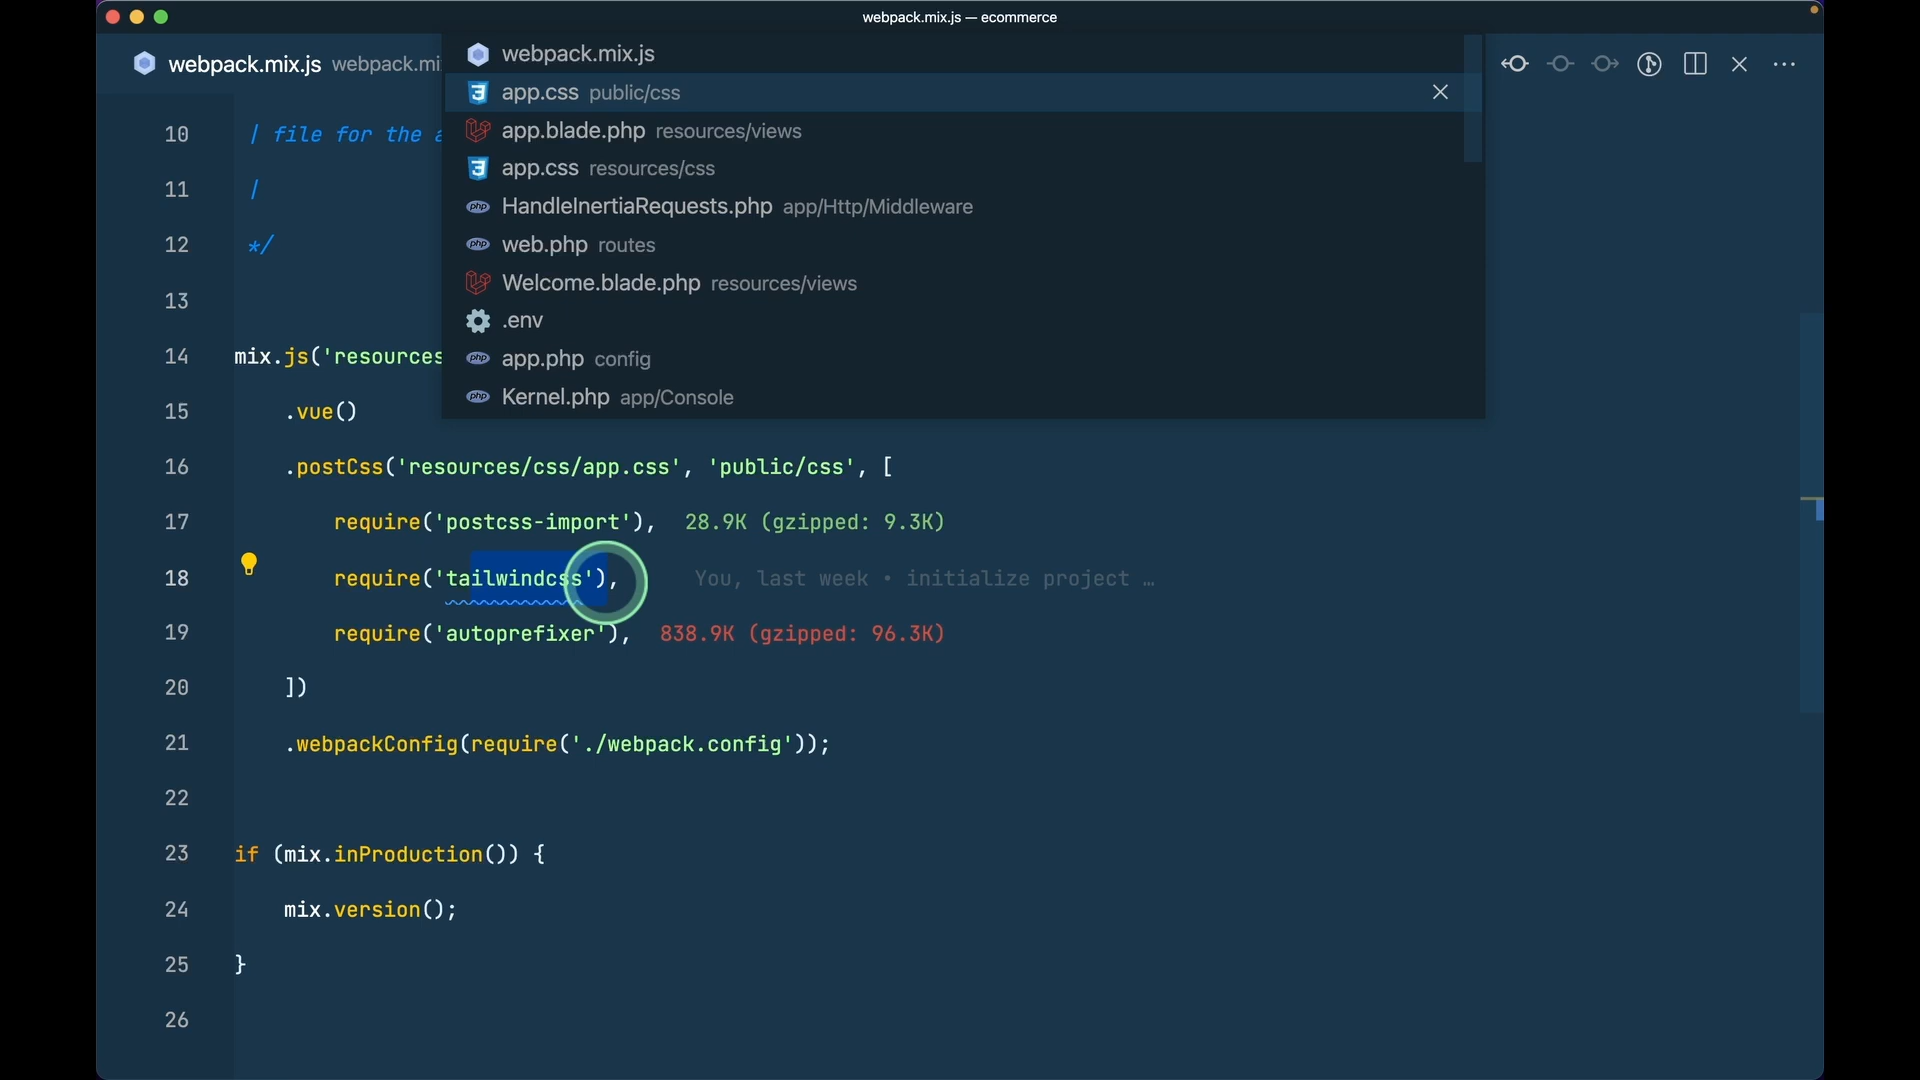 webpack.mix.js — ecommerce
webpack.mix.js webpack.mi
webpack.mix.js
app.css public/css
app.blade.php resources/views
app.css resources/css
HandleInertiaRequests.php app/Http/Middleware
web.php routes
Welcome.blade.php resources/views
.env
app.php config
Kernel.php app/Console
10 | file for the a
11 |
12 */
13
14 mix.js('resources
15 .vue()
16 .postCss('resources/css/app.css', 'public/css', [
17 require('postcss-import'), 28.9K (gzipped: 9.3K)
18 require('tailwindcss'), You, last week • initialize project …
19 require('autoprefixer'), 838.9K (gzipped: 96.3K)
20 ])
21 .webpackConfig(require('./webpack.config'));
22
23 if (mix.inProduction()) {
24 mix.version();
25 }
26